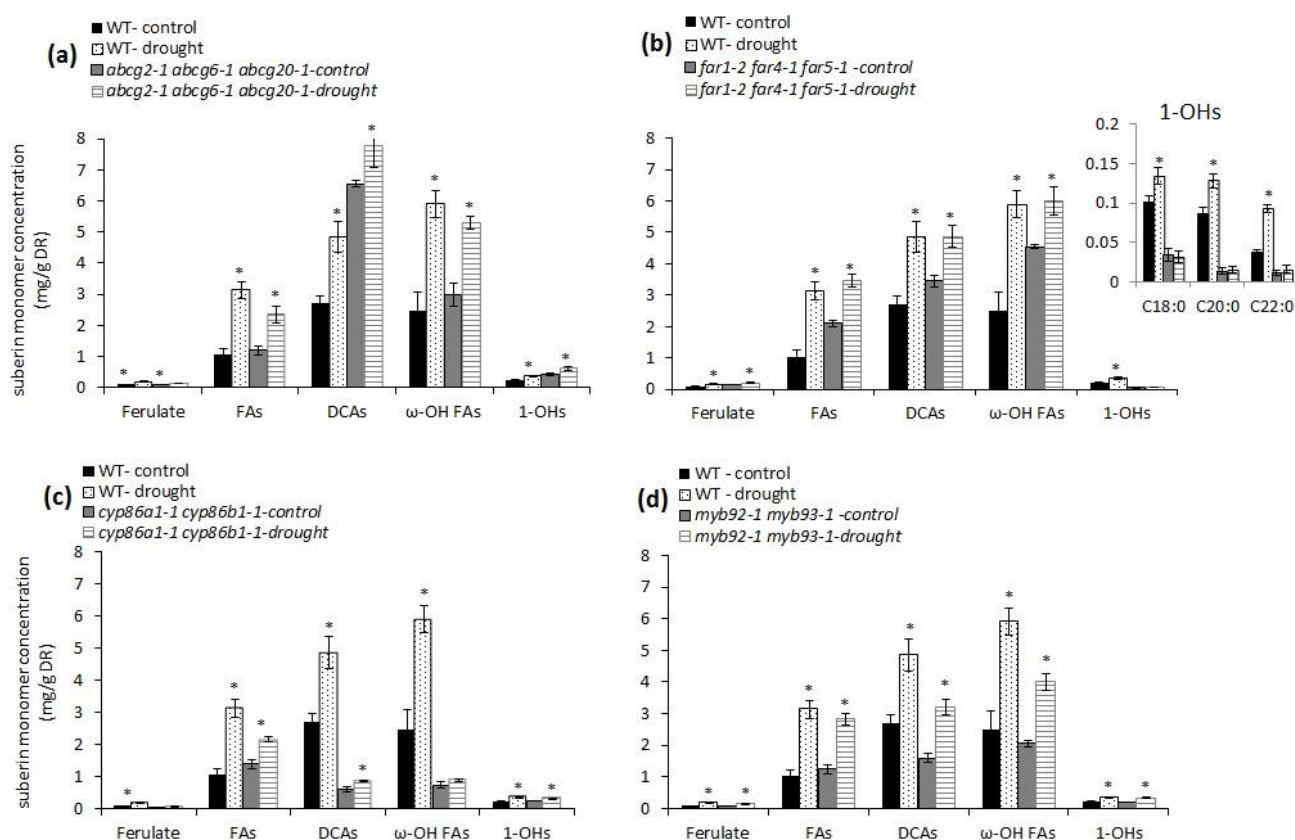 (a)
WT- control
WT- drought
abcg2-1 abcg6-1 abcg20-1-control
abcg2-1 abcg6-1 abcg20-1-drought
suberin monomer concentration
(mg/g DR)
8
7
6
5
4
3
2
1
0
* * * * * * * * * *
Ferulate FAs DCAs ω-OH FAs 1-OHs
(b)
WT- control
WT- drought
far1-2 far4-1 far5-1 -control
far1-2 far4-1 far5-1-drought
8
7
6
5
4
3
2
1
0
* * * * * * * * *
Ferulate FAs DCAs ω-OH FAs 1-OHs
1-OHs
0.2
0.15
0.1
0.05
0
* * *
C18:0 C20:0 C22:0
(c)
WT- control
WT- drought
cyp86a1-1 cyp86b1-1-control
cyp86a1-1 cyp86b1-1-drought
suberin monomer concentration
(mg/g DR)
8
7
6
5
4
3
2
1
0
* * * * * * * *
Ferulate FAs DCAs ω-OH FAs 1-OHs
(d)
WT - control
WT - drought
myb92-1 myb93-1 -control
myb92-1 myb93-1-drought
8
7
6
5
4
3
2
1
0
* * * * * * * * * *
Ferulate FAs DCAs ω-OH FAs 1-OHs